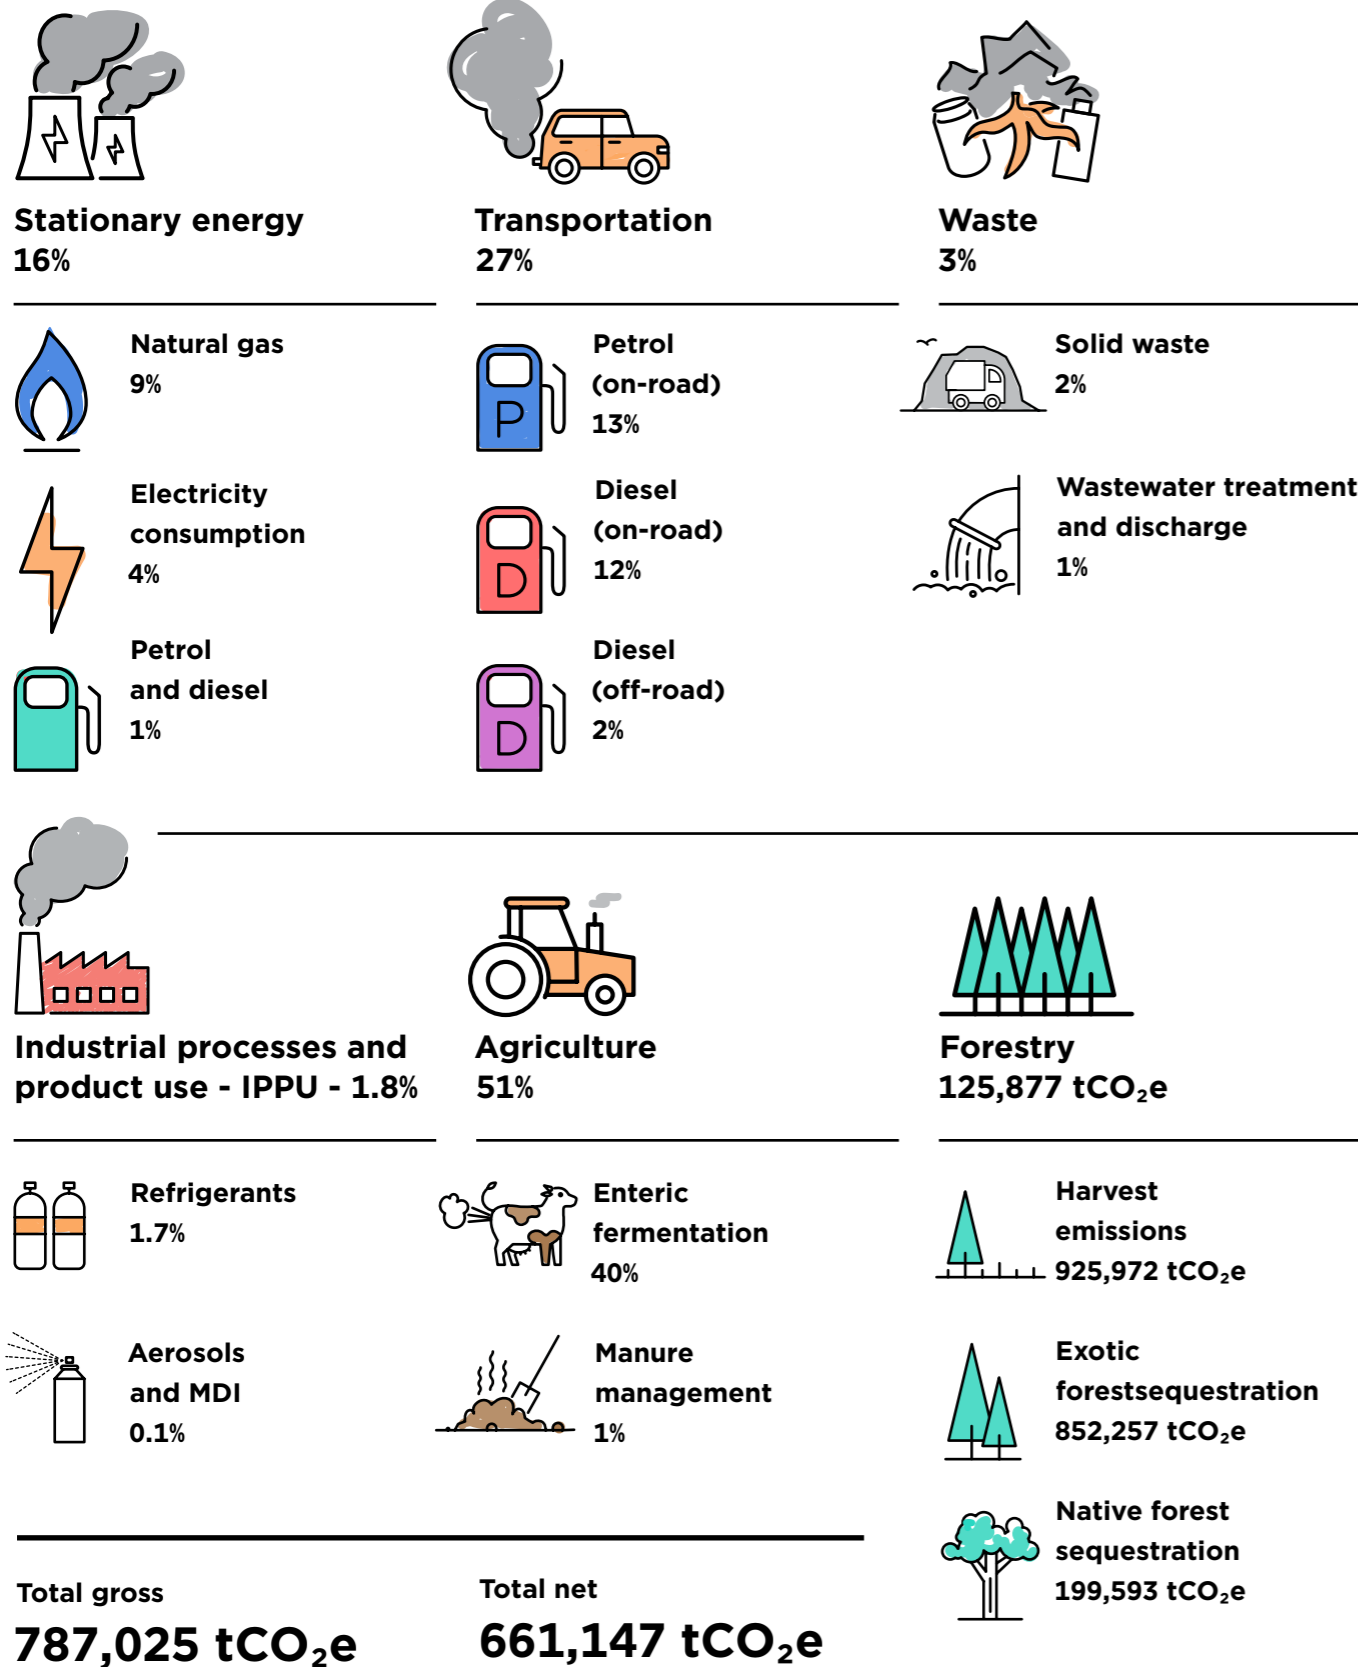 Stationary energy
16%
Natural gas
9%
Electricity
consumption
4%
Petrol
and diesel
1%
Transportation
27%
P
Petrol
(on-road)
13%
D
Diesel
(on-road)
12%
D
Diesel
(off-road)
2%
Waste
3%
Solid waste
2%
Wastewater treatment
and discharge
1%
Industrial processes and
product use - IPPU - 1.8%
Refrigerants
1.7%
Aerosols
and MDI
0.1%
Agriculture
51%
Enteric
fermentation
40%
Manure
management
1%
Forestry
125,877 tCO₂e
Harvest
emissions
925,972 tCO₂e
Exotic
forestsequestration
852,257 tCO₂e
Native forest
sequestration
199,593 tCO₂e
Total gross
787,025 tCO₂e
Total net
661,147 tCO₂e